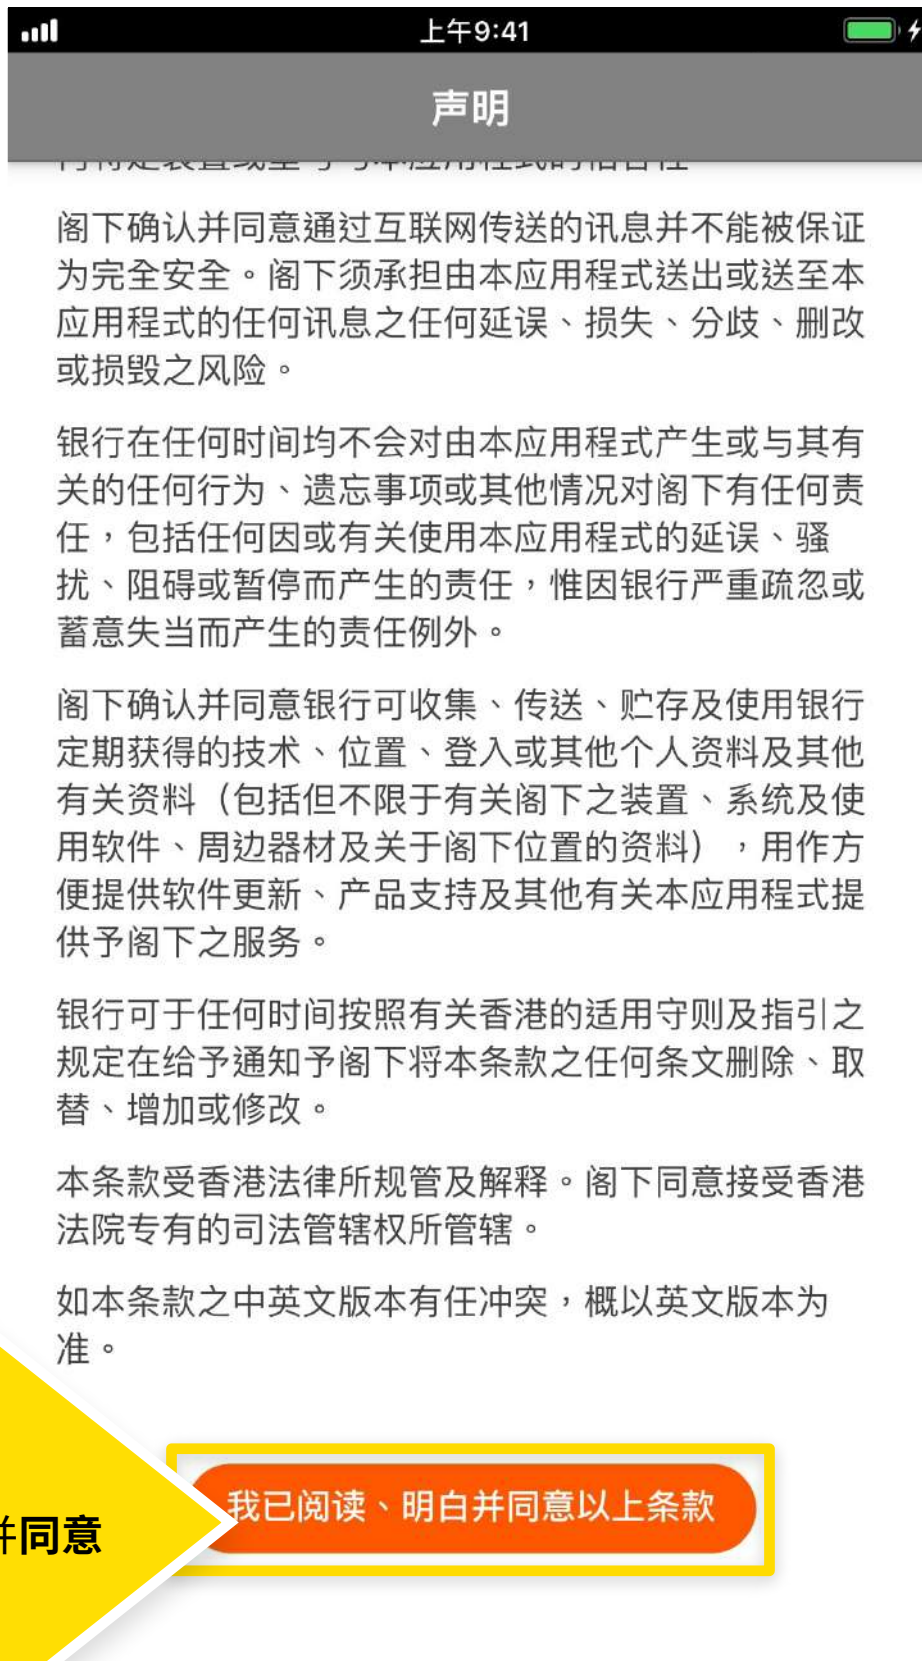 上午9:41
声明
阁下确认并同意通过互联网传送的讯息并不能被保证
为完全安全。阁下须承担由本应用程式送出或送至本
应用程式的任何讯息之任何延误、损失、分歧、删改
或损毁之风险。
银行在任何时间均不会对由本应用程式产生或与其有
关的任何行为、遗忘事项或其他情况对阁下有任何责
任，包括任何因或有关使用本应用程式的延误、骚
扰、阻碍或暂停而产生的责任，惟因银行严重疏忽或
蓄意失当而产生的责任例外。
阁下确认并同意银行可收集、传送、贮存及使用银行
定期获得的技术、位置、登入或其他个人资料及其他
有关资料（包括但不限于有关阁下之装置、系统及使
用软件、周边器材及关于阁下位置的资料），用作方
便提供软件更新、产品支持及其他有关本应用程式提
供予阁下之服务。
银行可于任何时间按照有关香港的适用守则及指引之
规定在给予通知予阁下将本条款之任何条文删除、取
替、增加或修改。
本条款受香港法律所规管及解释。阁下同意接受香港
法院专有的司法管辖权所管辖。
如本条款之中英文版本有任冲突，概以英文版本为
准。
我已阅读、明白并同意以上条款
并同意